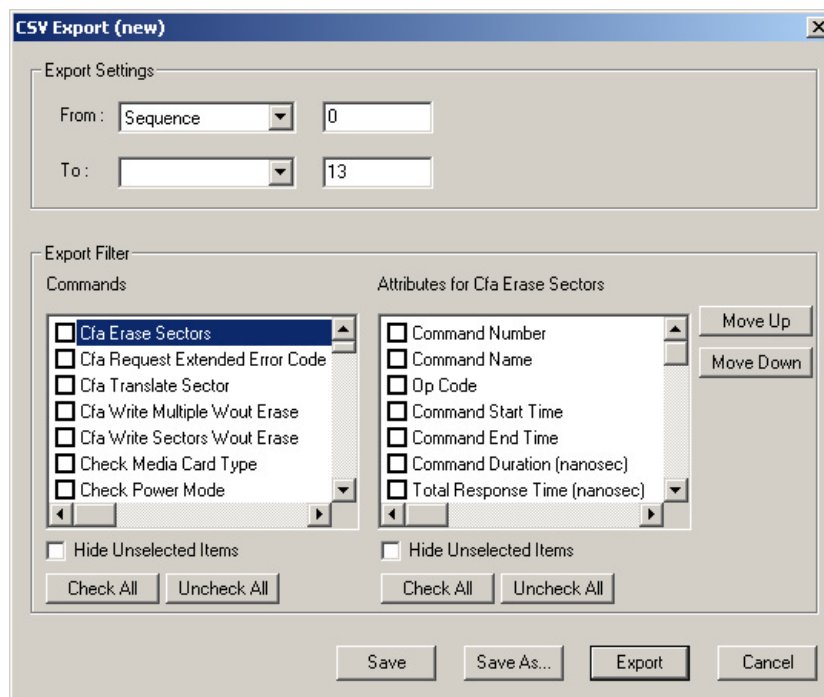 CSV Export (new)
Export Settings
From :
Sequence
0
To :
13
Export Filter
Commands
Cfa Erase Sectors
Cfa Request Extended Error Code
Cfa Translate Sector
Cfa Write Multiple Wout Erase
Cfa Write Sectors Wout Erase
Check Media Card Type
Check Power Mode
Hide Unselected Items
Check All
Uncheck All
Attributes for Cfa Erase Sectors
Command Number
Command Name
Op Code
Command Start Time
Command End Time
Command Duration (nanosec)
Total Response Time (nanosec)
Hide Unselected Items
Check All
Uncheck All
Move Up
Move Down
Save
Save As...
Export
Cancel